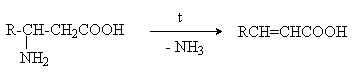 R-CH-CH₂COOH t RCH=CHCOOH
NH₂ - NH₃